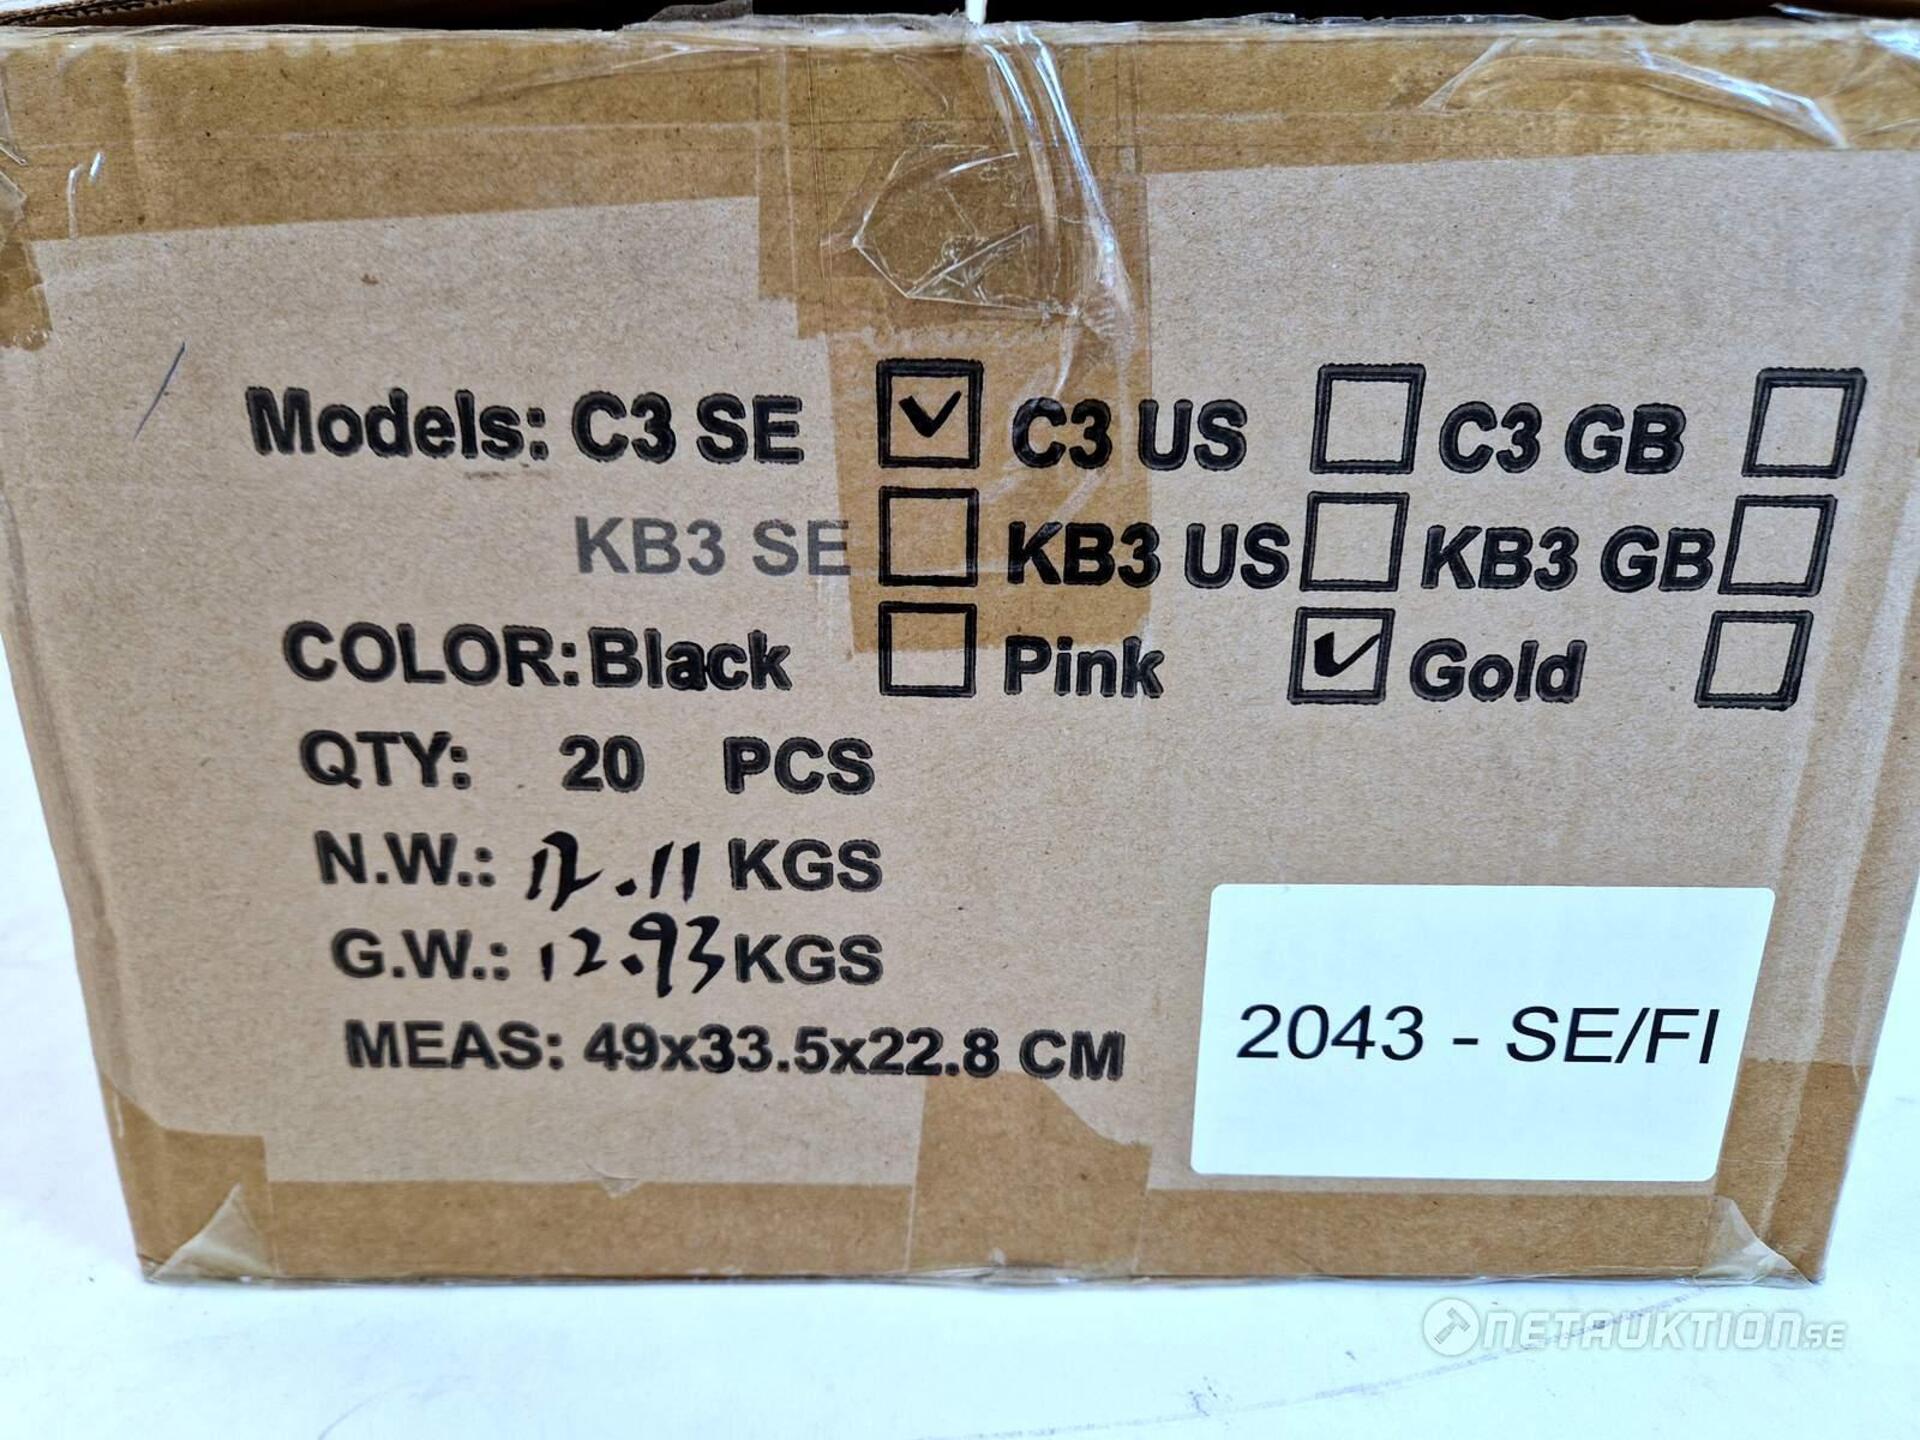 Models: C3 SE ☑ C3 US ☐ C3 GB ☐
KB3 SE ☐ KB3 US ☐ KB3 GB ☐
COLOR: Black ☐ Pink ☑ Gold ☐
QTY: 20 PCS
N.W.: 12.11 KGS
G.W.: 12.93 KGS
MEAS: 49x33.5x22.8 CM
2043 - SE/FI
NETAUKTION.SE